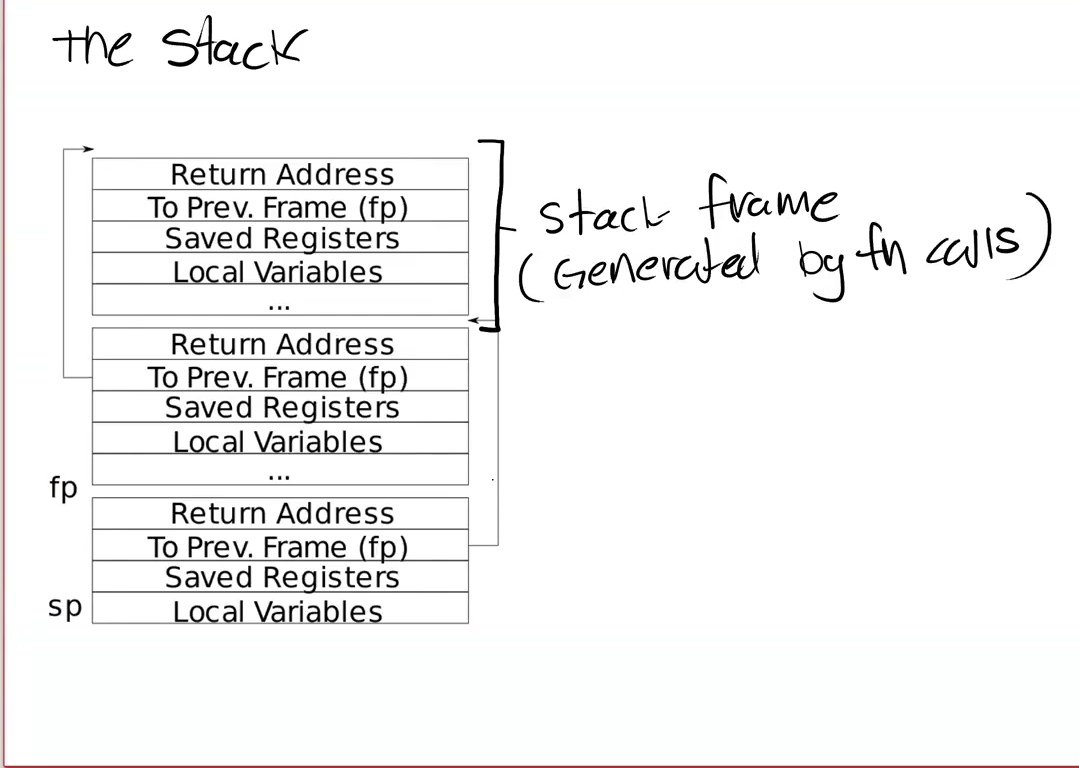 the stack
Return Address
To Prev. Frame (fp)
Saved Registers
Local Variables
...
stack frame
(Generated by fn calls)
Return Address
To Prev. Frame (fp)
Saved Registers
Local Variables
...
fp
Return Address
To Prev. Frame (fp)
Saved Registers
sp
Local Variables